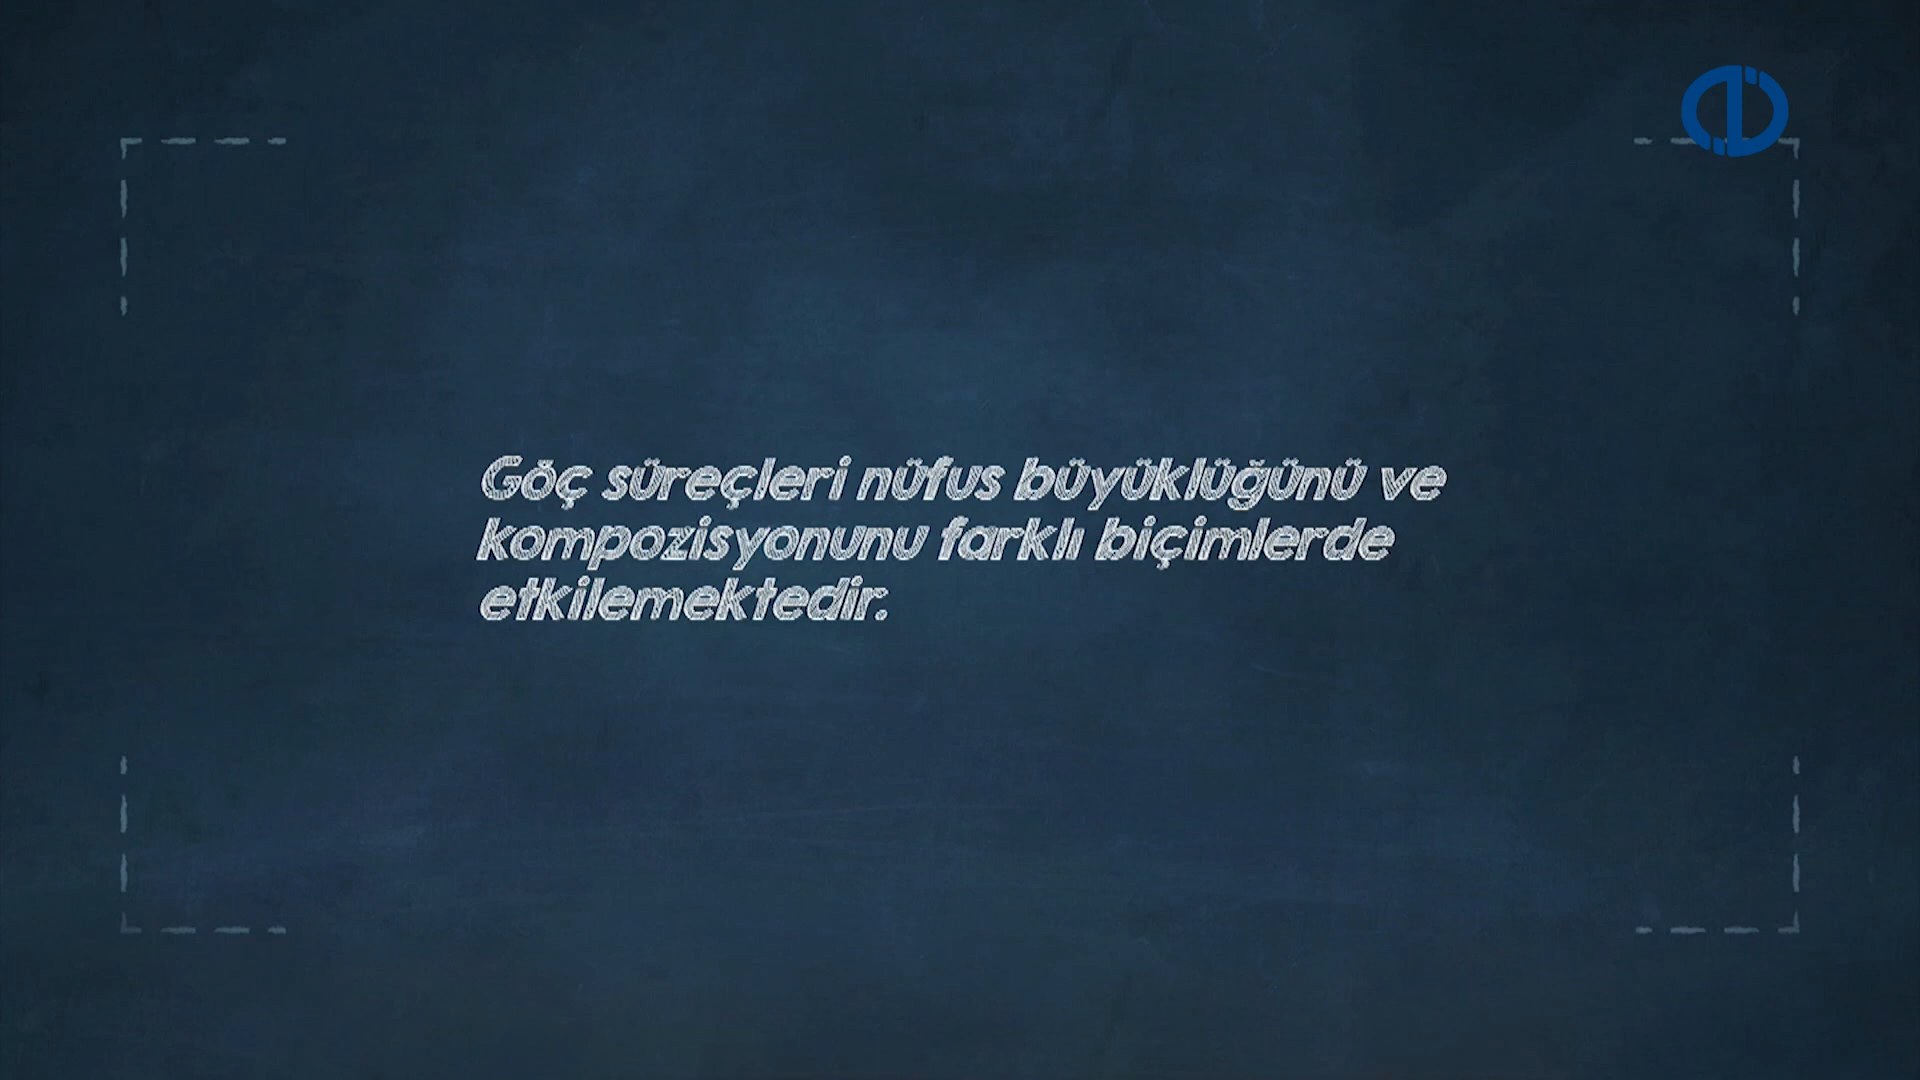 Göç süreçleri nüfus büyüklüğünü ve
kompozisyonunu farklı biçimlerde
etkilemektedir.